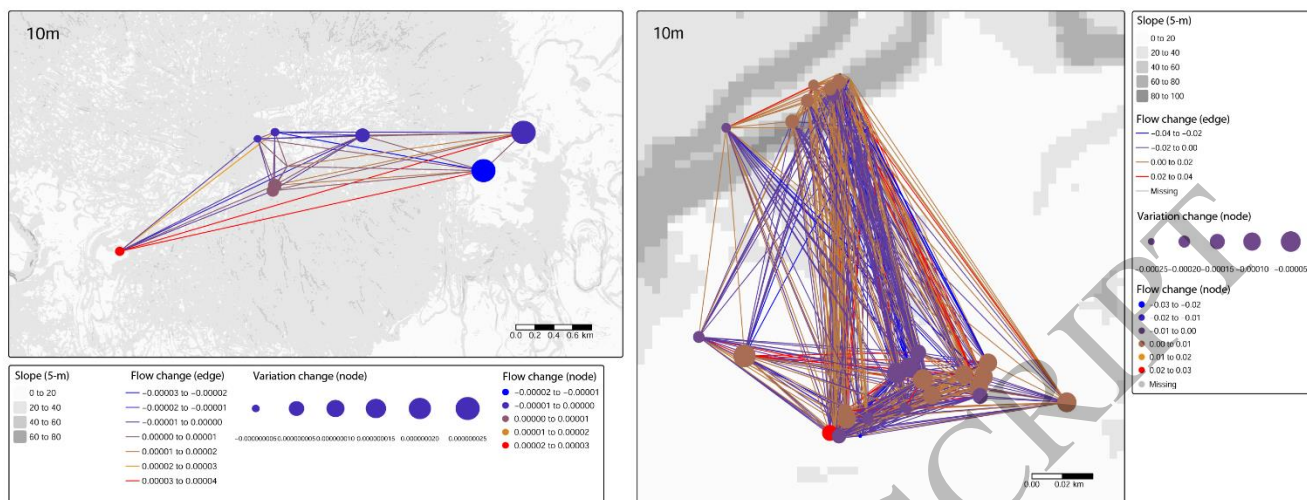 10m
0.0 0.2 0.4 0.6 km
Slope (5-m)
0 to 20
20 to 40
40 to 60
60 to 80
Flow change (edge)
−0.00003 to −0.00002
−0.00002 to −0.00001
−0.00001 to 0.00000
0.00000 to 0.00001
0.00001 to 0.00002
0.00002 to 0.00003
0.00003 to 0.00004
Variation change (node)
Flow change (node)
−0.00002 to −0.00001
−0.00001 to 0.00000
0.00000 to 0.00001
0.00001 to 0.00002
0.00002 to 0.00003
10m
0.00 0.02 km
Slope (5-m)
0 to 20
20 to 40
40 to 60
60 to 80
80 to 100
Flow change (edge)
−0.04 to −0.02
−0.02 to 0.00
0.00 to 0.02
0.02 to 0.04
Missing
Variation change (node)
−0.00025 −0.00020 −0.00015 −0.00010 −0.00005
Flow change (node)
−0.03 to −0.02
−0.02 to −0.01
−0.01 to 0.00
0.00 to 0.01
0.01 to 0.02
0.02 to 0.03
Missing
SCRIPT